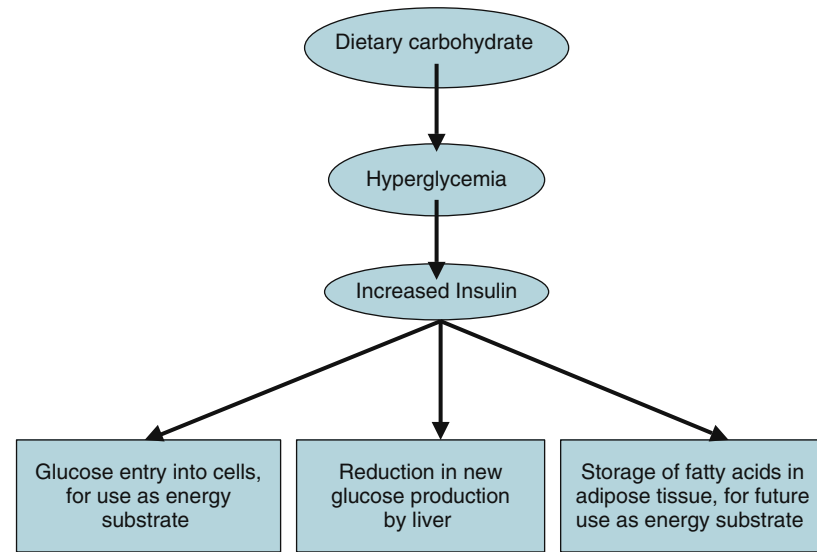 Dietary carbohydrate
Hyperglycemia
Increased Insulin
Glucose entry into cells,
for use as energy
substrate
Reduction in new
glucose production
by liver
Storage of fatty acids in
adipose tissue, for future
use as energy substrate